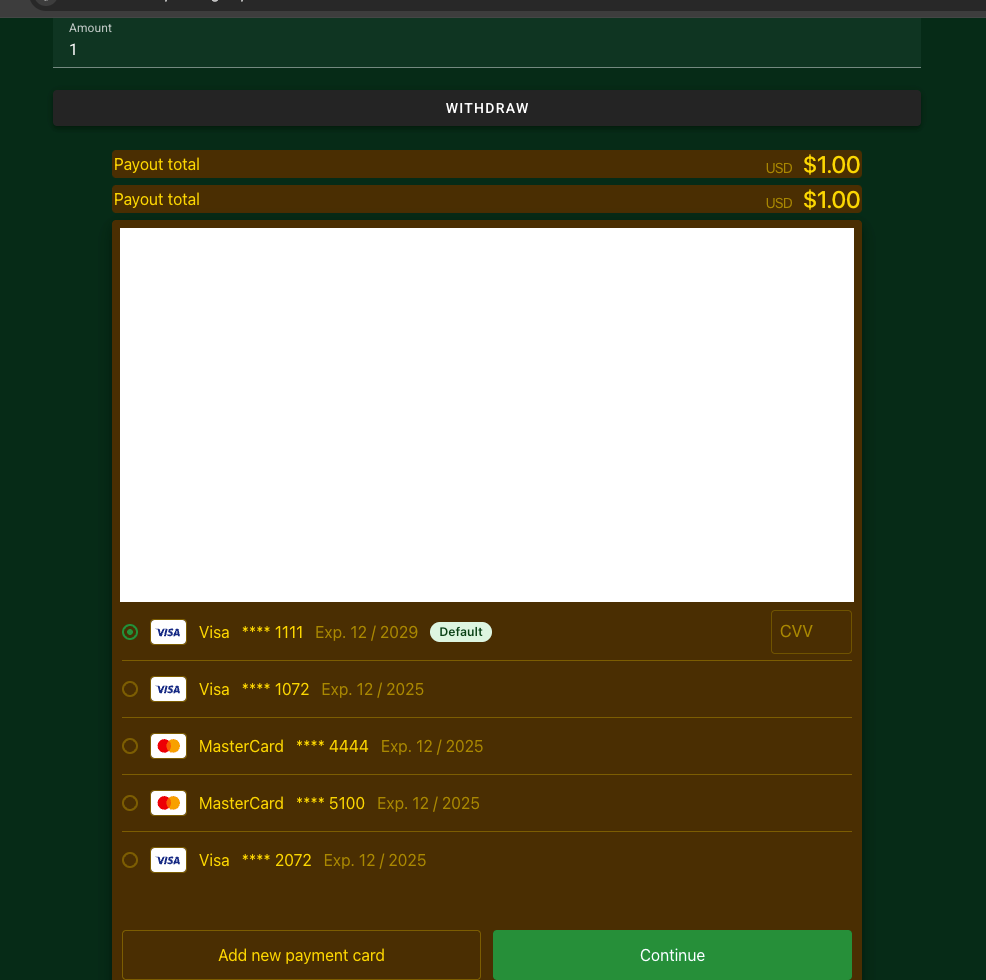 Amount
1
WITHDRAW
Payout total USD $1.00
Payout total USD $1.00
VISA Visa **** 1111 Exp. 12 / 2029 Default CVV
VISA Visa **** 1072 Exp. 12 / 2025
MasterCard **** 4444 Exp. 12 / 2025
MasterCard **** 5100 Exp. 12 / 2025
VISA Visa **** 2072 Exp. 12 / 2025
Add new payment card Continue